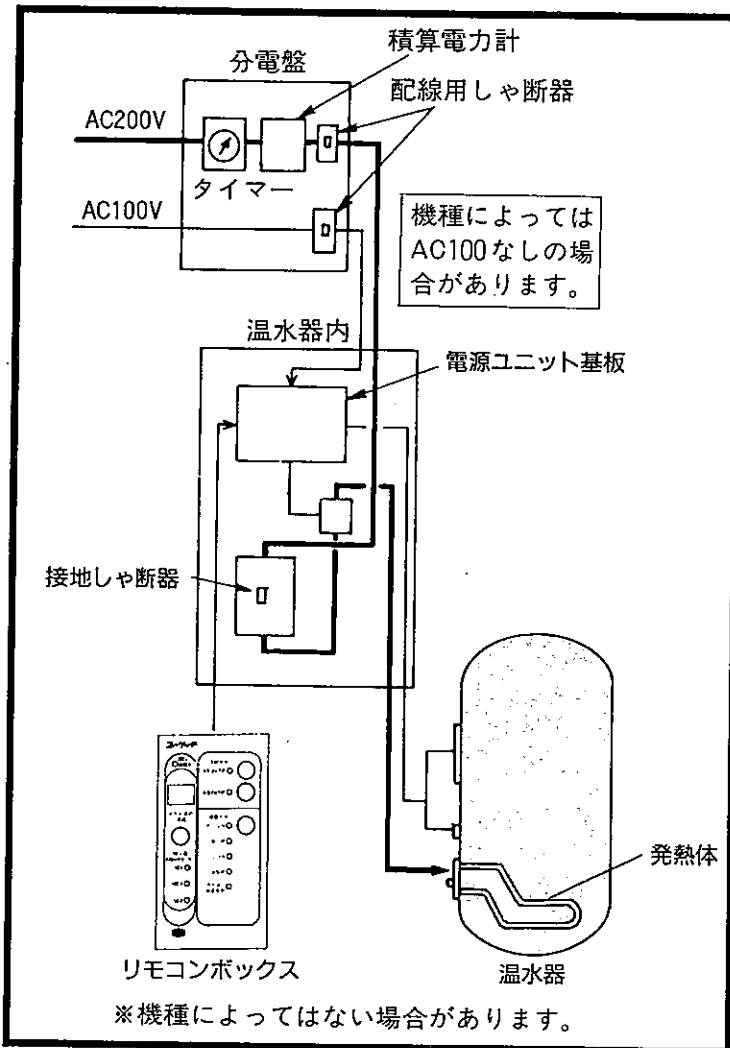 積算電力計
分電盤
配線用しゃ断器
AC200V
タイマー
AC100V
機種によっては
AC100なしの場
合があります。
温水器内
電源ユニット基板
接地しゃ断器
発熱体
リモコンボックス
温水器
※機種によってはない場合があります。